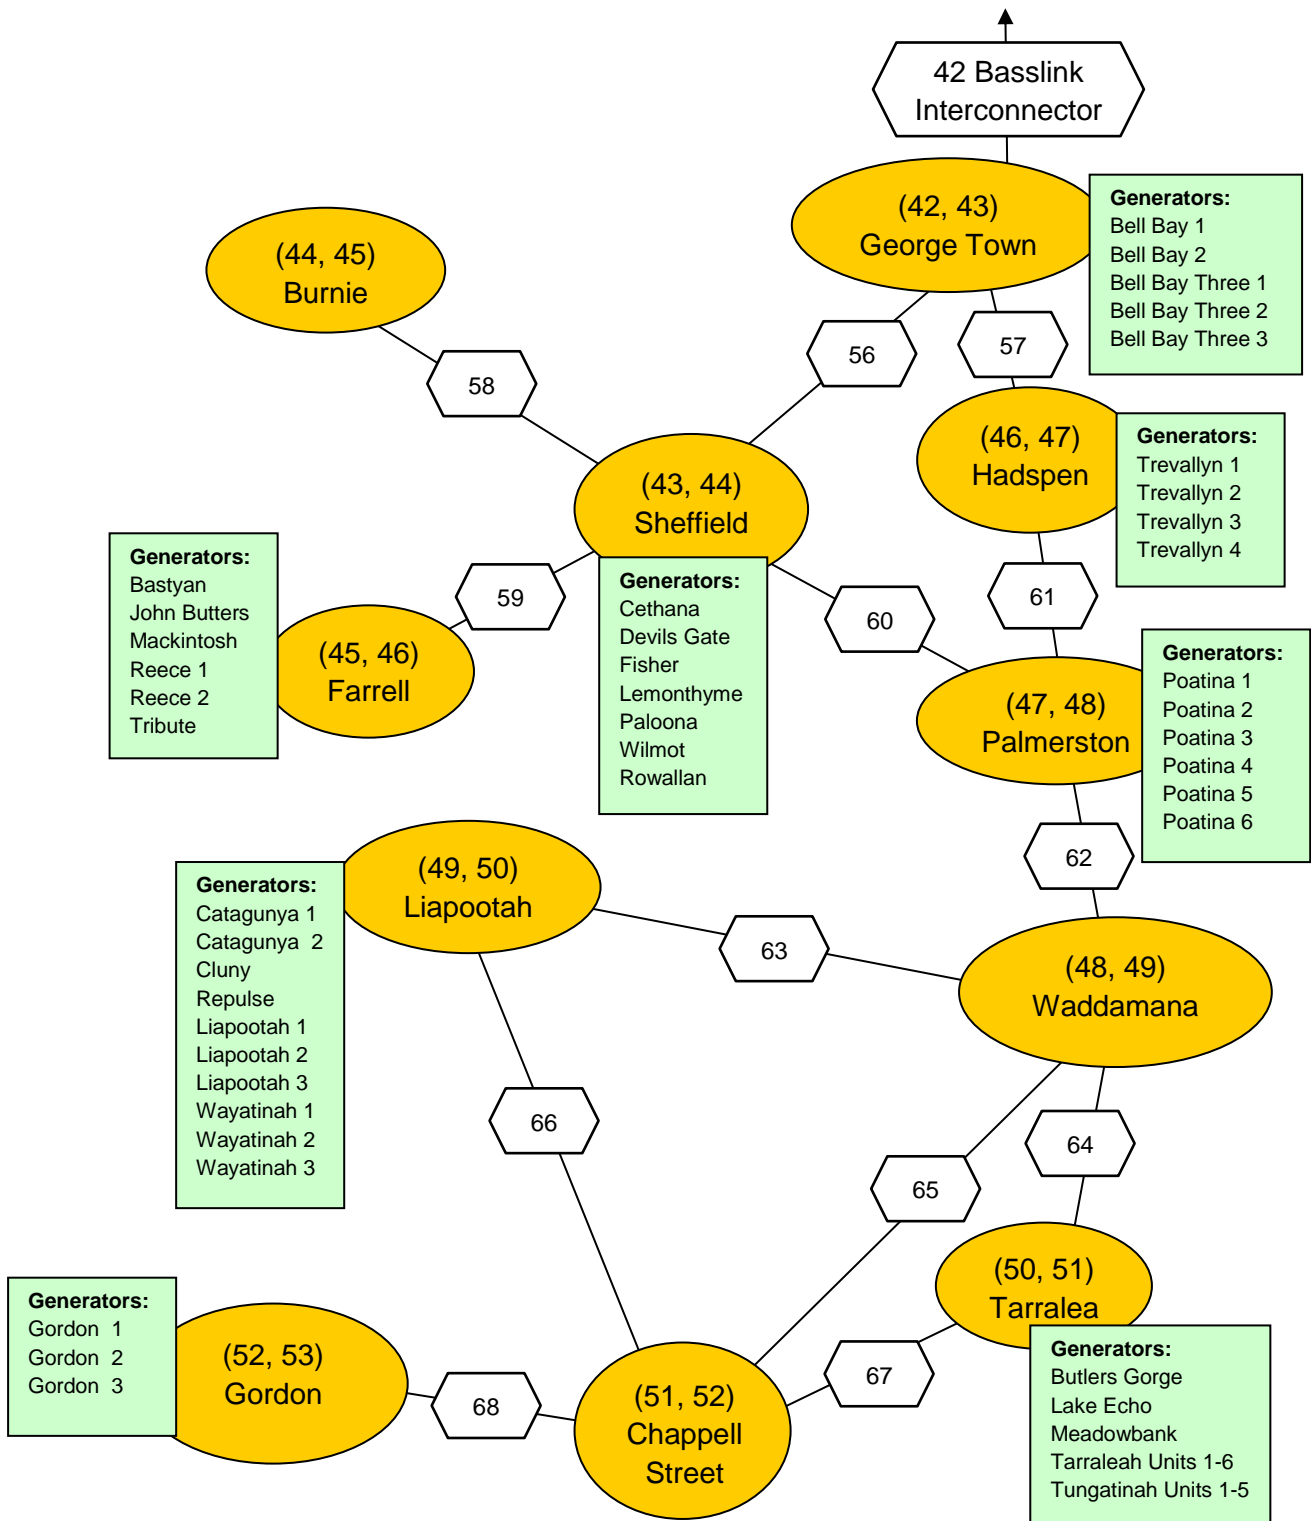 42 Basslink
Interconnector
(42, 43)
George Town
Generators:
Bell Bay 1
Bell Bay 2
Bell Bay Three 1
Bell Bay Three 2
Bell Bay Three 3
(44, 45)
Burnie
56
57
58
(46, 47)
Hadspen
Generators:
Trevallyn 1
Trevallyn 2
Trevallyn 3
Trevallyn 4
(43, 44)
Sheffield
Generators:
Cethana
Devils Gate
Fisher
Lemonthyme
Paloona
Wilmot
Rowallan
Generators:
Bastyan
John Butters
Mackintosh
Reece 1
Reece 2
Tribute
59
(45, 46)
Farrell
60
61
(47, 48)
Palmerston
Generators:
Poatina 1
Poatina 2
Poatina 3
Poatina 4
Poatina 5
Poatina 6
62
(49, 50)
Liapootah
Generators:
Catagunya 1
Catagunya  2
Cluny
Repulse
Liapootah 1
Liapootah 2
Liapootah 3
Wayatinah 1
Wayatinah 2
Wayatinah 3
63
(48, 49)
Waddamana
66
64
65
(50, 51)
Tarralea
Generators:
Butlers Gorge
Lake Echo
Meadowbank
Tarraleah Units 1-6
Tungatinah Units 1-5
Generators:
Gordon  1
Gordon  2
Gordon  3
(52, 53)
Gordon
68
(51, 52)
Chappell
Street
67